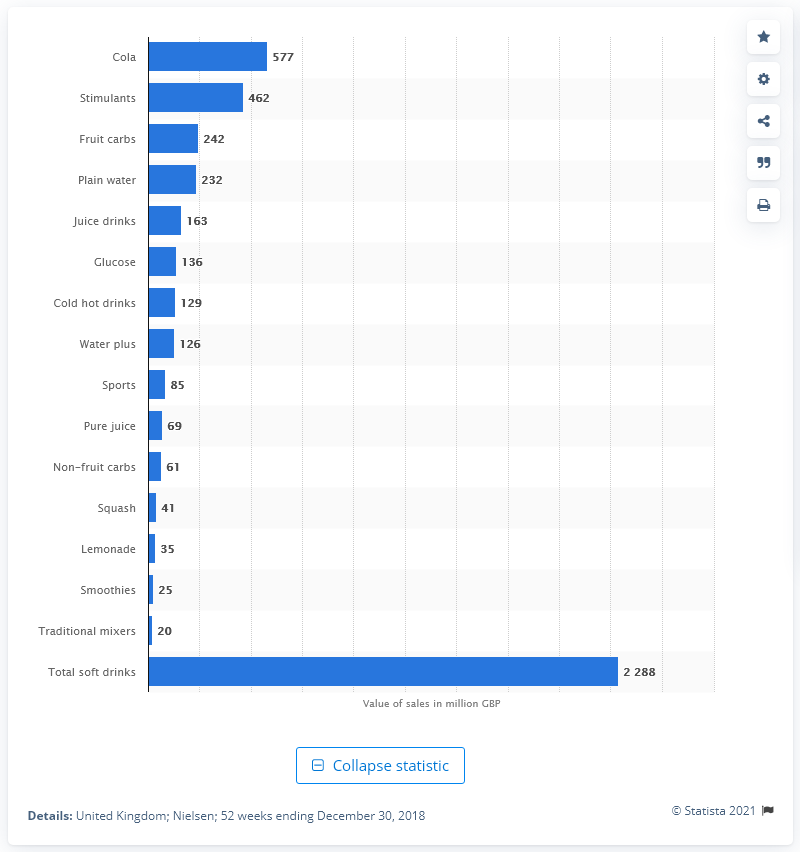 Cola 577
Stimulants 462
Fruit carbs 242
Plain water 232
Juice drinks 163
Glucose 136
Cold hot drinks 129
Water plus 126
Sports 85
Pure juice 69
Non-fruit carbs 61
Squash 41
Lemonade 35
Smoothies 25
Traditional mixers 20
Total soft drinks 2 288
Value of sales in million GBP
Collapse statistic
Details: United Kingdom; Nielsen; 52 weeks ending December 30, 2018
© Statista 2021